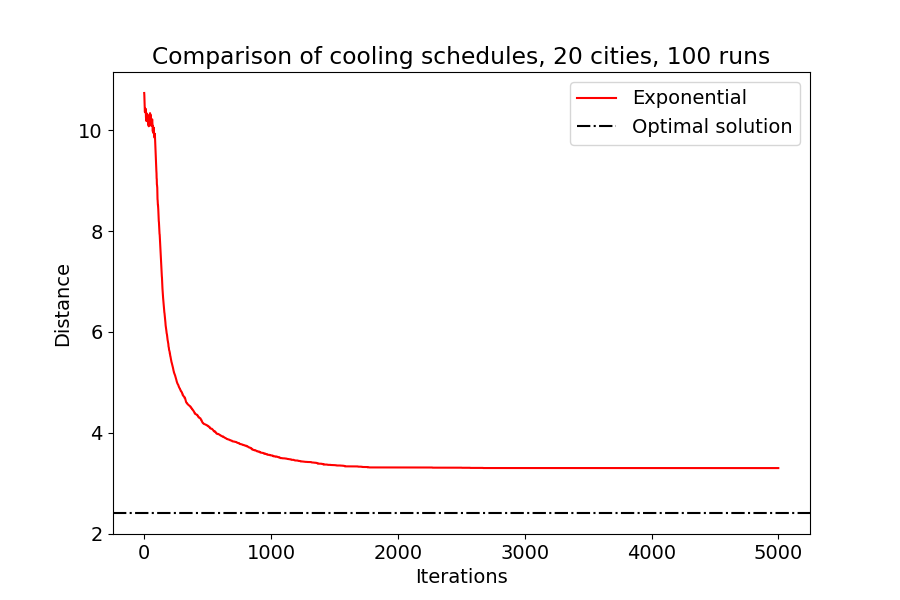 Comparison of cooling schedules, 20 cities, 100 runs
Exponential
Optimal solution
Distance
10
8
6
4
2
0 1000 2000 3000 4000 5000
Iterations